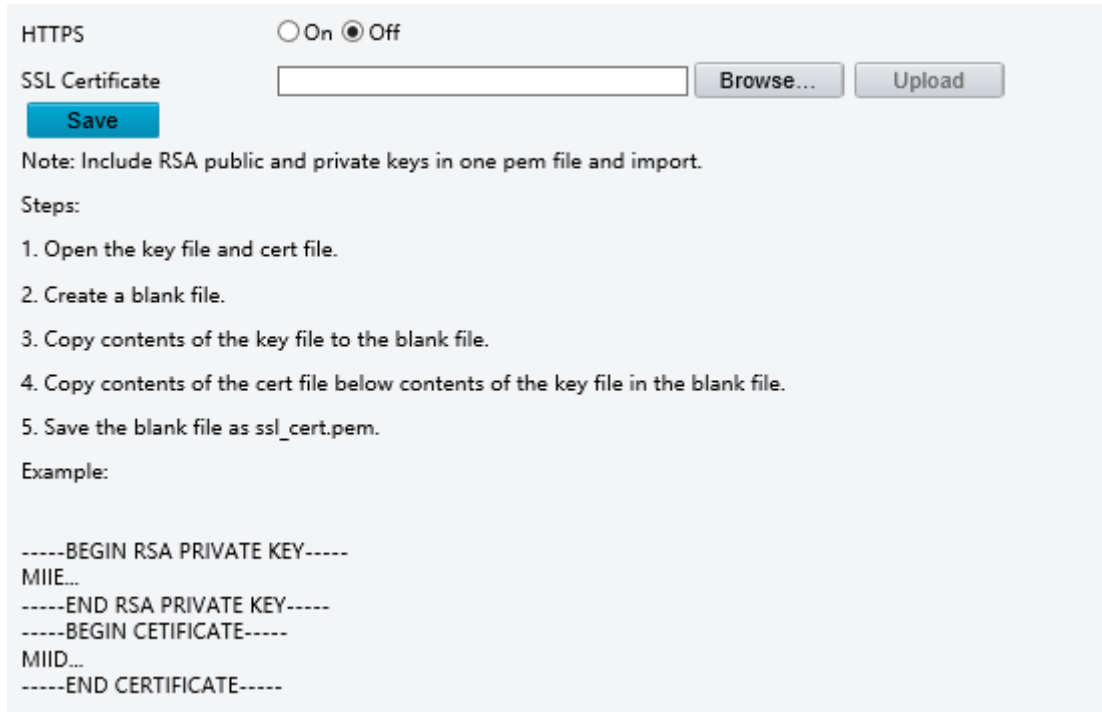 HTTPS On Off
SSL Certificate Browse... Upload
Save
Note: Include RSA public and private keys in one pem file and import.
Steps:
1. Open the key file and cert file.
2. Create a blank file.
3. Copy contents of the key file to the blank file.
4. Copy contents of the cert file below contents of the key file in the blank file.
5. Save the blank file as ssl_cert.pem.
Example:
-----BEGIN RSA PRIVATE KEY-----
MIIE...
-----END RSA PRIVATE KEY-----
-----BEGIN CETIFICATE-----
MIID...
-----END CERTIFICATE-----